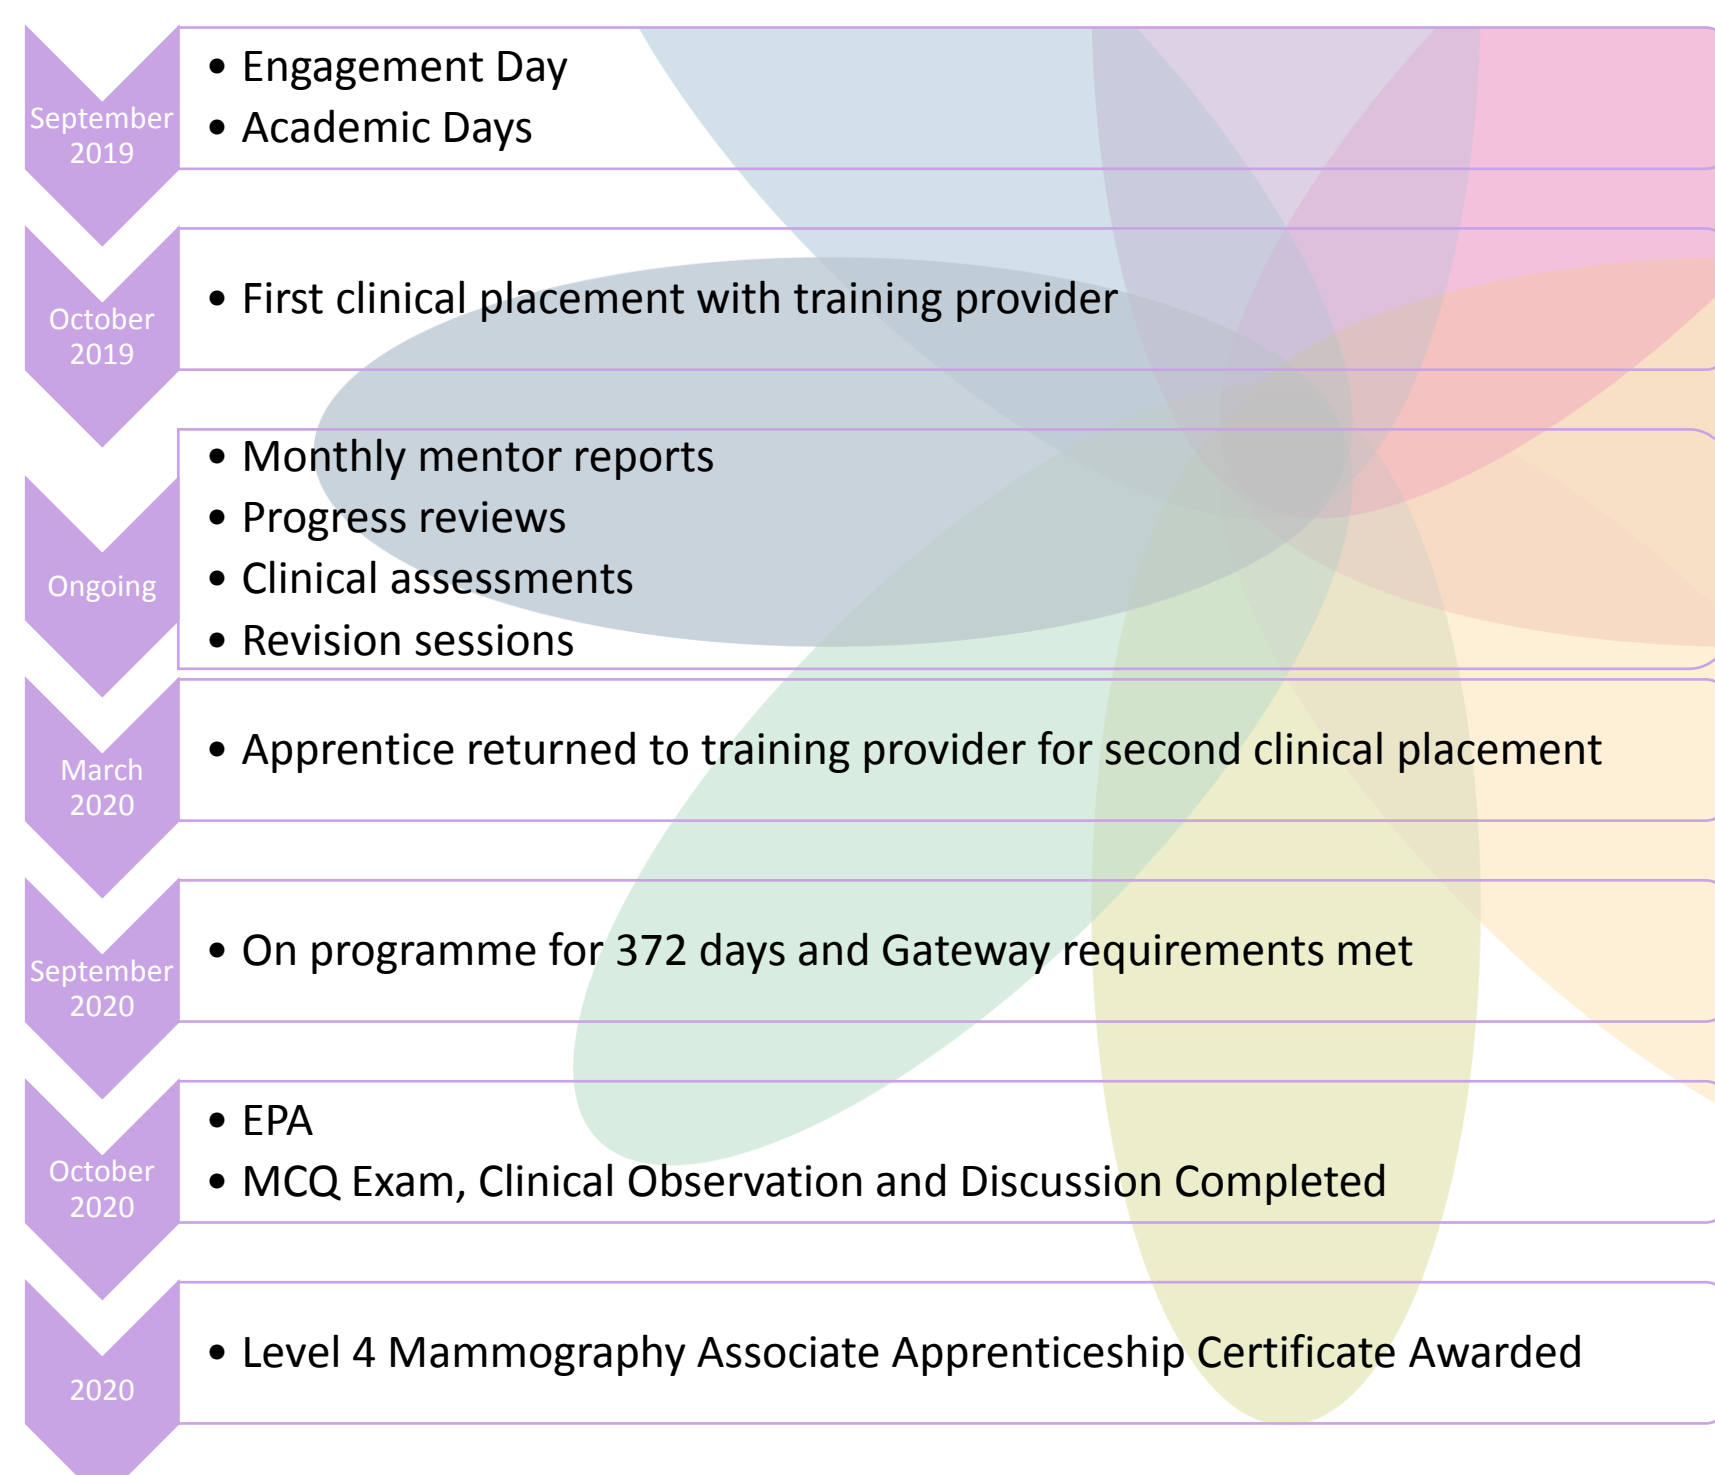 September
2019
• Engagement Day
• Academic Days
October
2019
• First clinical placement with training provider
Ongoing
• Monthly mentor reports
• Progress reviews
• Clinical assessments
• Revision sessions
March
2020
• Apprentice returned to training provider for second clinical placement
September
2020
• On programme for 372 days and Gateway requirements met
October
2020
• EPA
• MCQ Exam, Clinical Observation and Discussion Completed
2020
• Level 4 Mammography Associate Apprenticeship Certificate Awarded